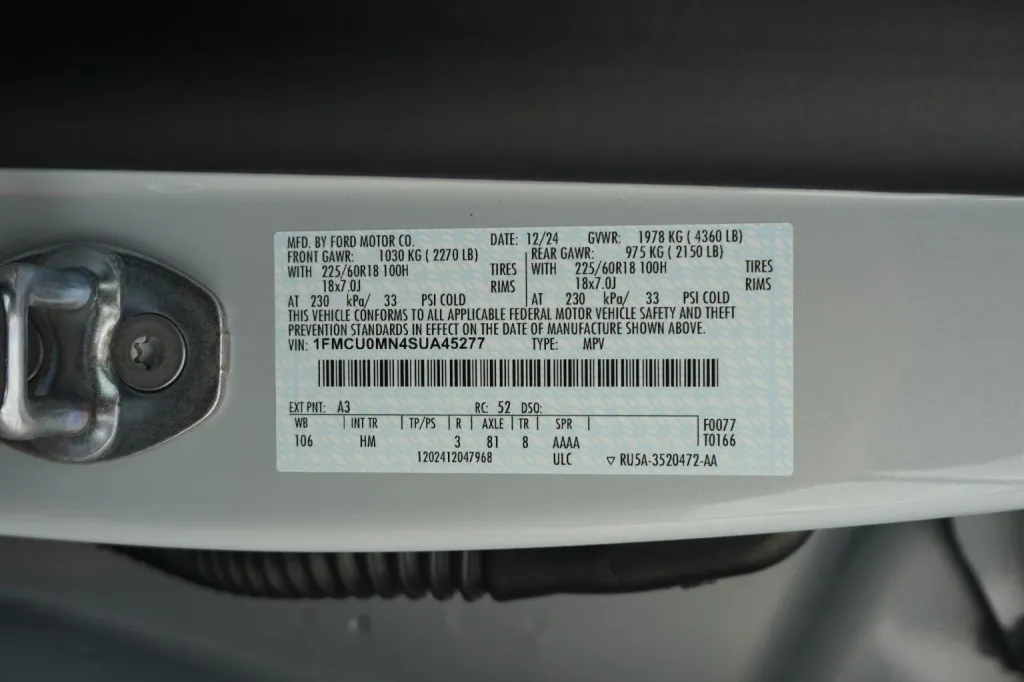 MFD. BY FORD MOTOR CO. DATE: 12/24 GVWR: 1978 KG ( 4360 LB)
FRONT GAWR: 1030 KG ( 2270 LB) REAR GAWR: 975 KG ( 2150 LB)
WITH 225/60R18 100H TIRES WITH 225/60R18 100H TIRES
18x7.0J RIMS 18x7.0J RIMS
AT 230 kPa/ 33 PSI COLD AT 230 kPa/ 33 PSI COLD
THIS VEHICLE CONFORMS TO ALL APPLICABLE FEDERAL MOTOR VEHICLE SAFETY AND THEFT
PREVENTION STANDARDS IN EFFECT ON THE DATE OF MANUFACTURE SHOWN ABOVE.
VIN: 1FMCU0MN4SUA45277 TYPE: MPV
EXT PNT: A3 RC: 52 DSO:
WB INT TR TP/PS R AXLE TR SPR F0077
106 HM 3 81 8 AAAA T0166
1202412047968 ULC ▽ RU5A-3520472-AA